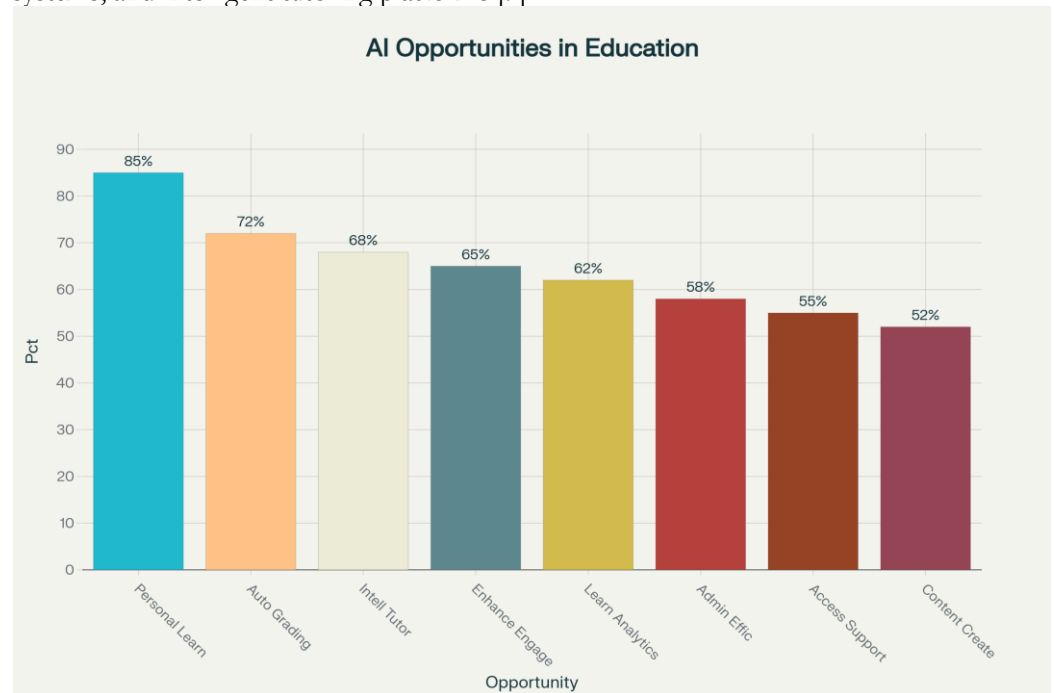 AI Opportunities in Education
90
80
70
60
50
40
30
20
10
0
Pct
85%
72%
68%
65%
62%
58%
55%
52%
Personal Learn
Auto Grading
Intell Tutor
Enhance Engage
Learn Analytics
Admin Effic
Access Support
Content Create
Opportunity